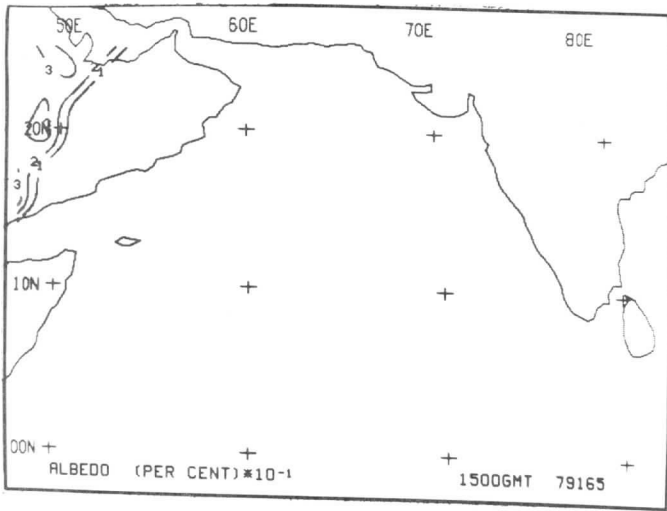 50E 60E 70E 80E
3 2 1
20N
2 1
3
10N
00N
ALBEDO (PER CENT)*10-1 1500GMT 79165